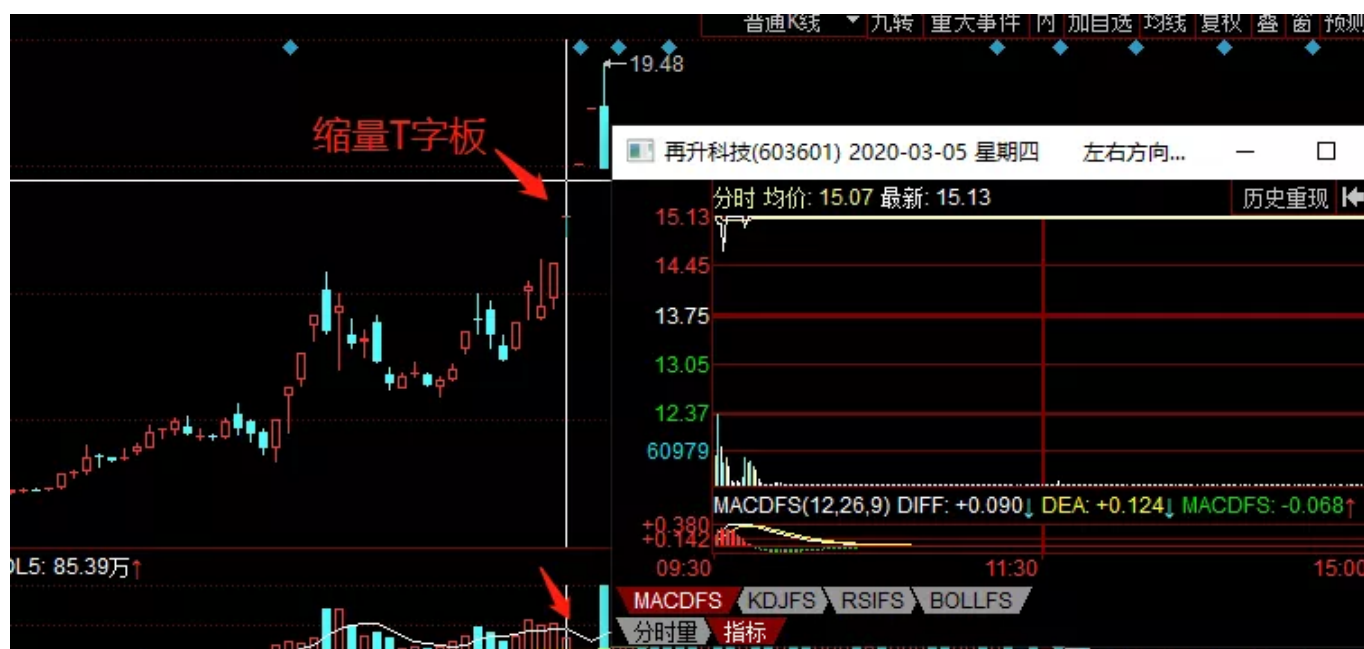 普通K线 九转 重大事件 内 加自选 均线 复权 叠 窗 预测
19.48
缩量T字板
再升科技(603601) 2020-03-05 星期四 左右方向...
分时 均价: 15.07 最新: 15.13 历史重现
15.13
14.45
13.75
13.05
12.37
60979
MACDFS(12,26,9) DIFF: +0.090↓ DEA: +0.124↓ MACDFS: -0.068↑
+0.380
+0.142
OL5: 85.39万↑
09:30 11:30 15:00
MACDFS KDJFS RSIFS BOLLFS
分时量 指标